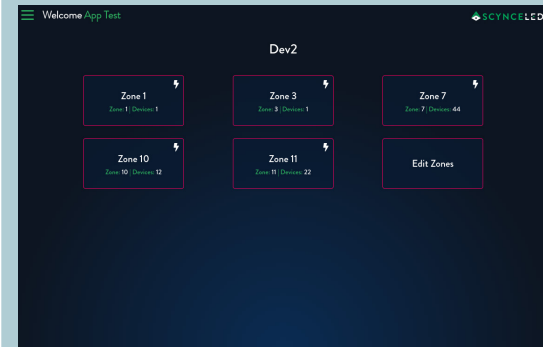 Welcome App Test
SCYNCELED
Dev2
Zone 1
Zone: 1 | Devices: 1
Zone 3
Zone: 3 | Devices: 1
Zone 7
Zone: 7 | Devices: 44
Zone 10
Zone: 10 | Devices: 12
Zone 11
Zone: 11 | Devices: 22
Edit Zones